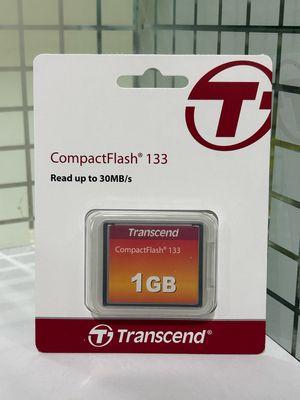 CompactFlash® 133
Read up to 30MB/s
Transcend
CompactFlash® 133
1GB
Transcend®